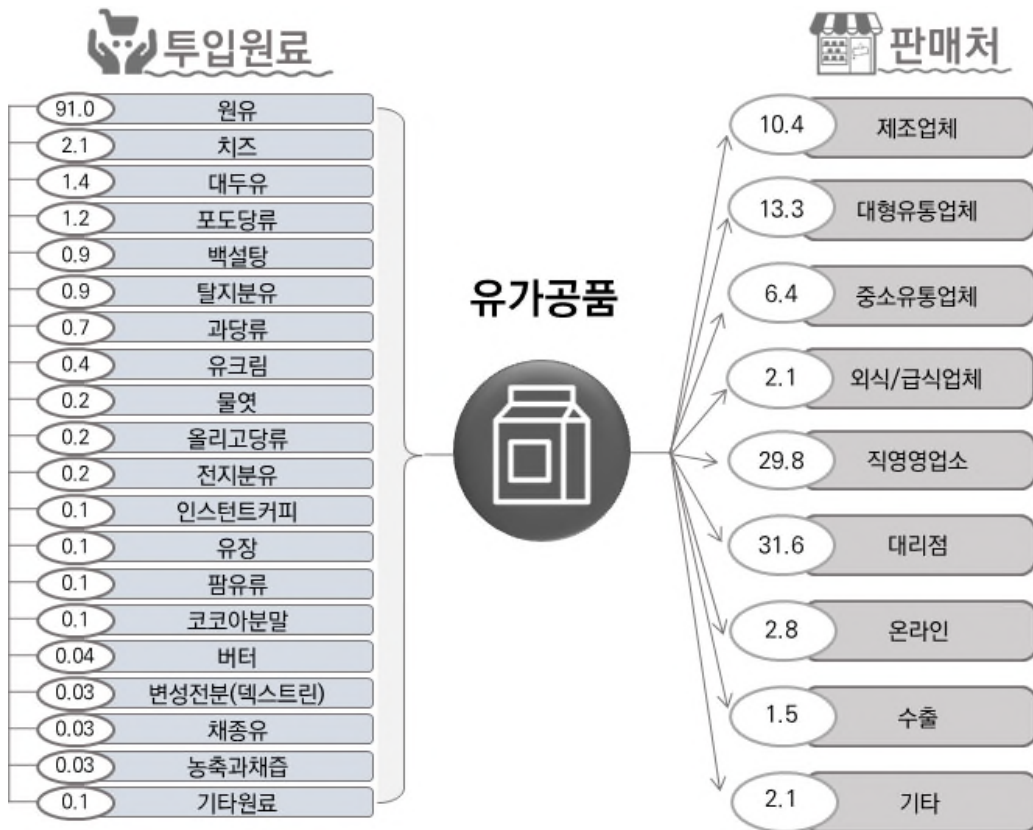 투입원료
91.0 원유
2.1 치즈
1.4 대두유
1.2 포도당류
0.9 백설탕
0.9 탈지분유
0.7 과당류
0.4 유크림
0.2 물엿
0.2 올리고당류
0.2 전지분유
0.1 인스턴트커피
0.1 유장
0.1 팜유류
0.1 코코아분말
0.04 버터
0.03 변성전분(덱스트린)
0.03 채종유
0.03 농축과채즙
0.1 기타원료
유가공품
판매처
10.4 제조업체
13.3 대형유통업체
6.4 중소유통업체
2.1 외식/급식업체
29.8 직영영업소
31.6 대리점
2.8 온라인
1.5 수출
2.1 기타